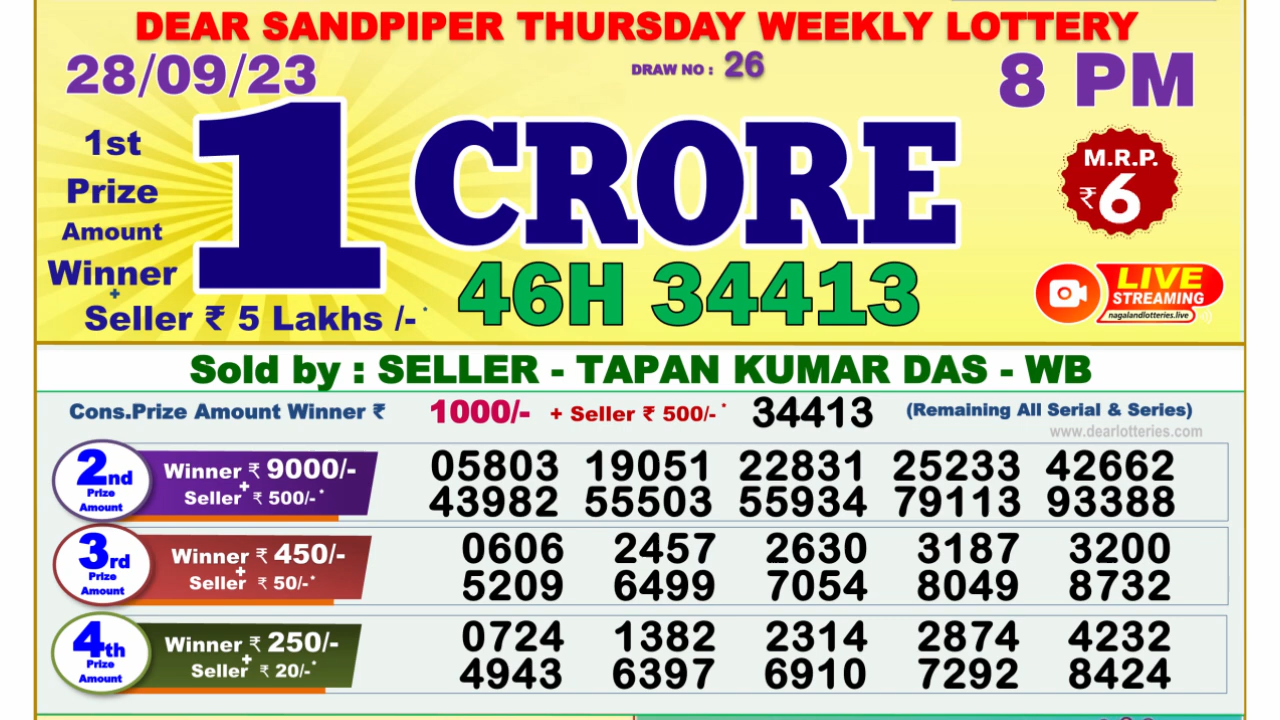 DEAR SANDPIPER THURSDAY WEEKLY LOTTERY
28/09/23
DRAW NO : 26
8 PM
1st
Prize
Amount
Winner
+
Seller ₹ 5 Lakhs /-*
1 CRORE
46H 34413
M.R.P.
₹6
LIVE
STREAMING
nagalandlotteries.live
Sold by : SELLER - TAPAN KUMAR DAS - WB
Cons.Prize Amount Winner ₹ 1000/- + Seller ₹ 500/-* 34413 (Remaining All Serial & Series)
www.dearlotteries.com
2nd
Prize
Amount
Winner ₹ 9000/-
+
Seller ₹ 500/-*
05803 19051 22831 25233 42662
43982 55503 55934 79113 93388
3rd
Prize
Amount
Winner ₹ 450/-
+
Seller ₹ 50/-*
0606 2457 2630 3187 3200
5209 6499 7054 8049 8732
4th
Prize
Amount
Winner ₹ 250/-
+
Seller ₹ 20/-*
0724 1382 2314 2874 4232
4943 6397 6910 7292 8424